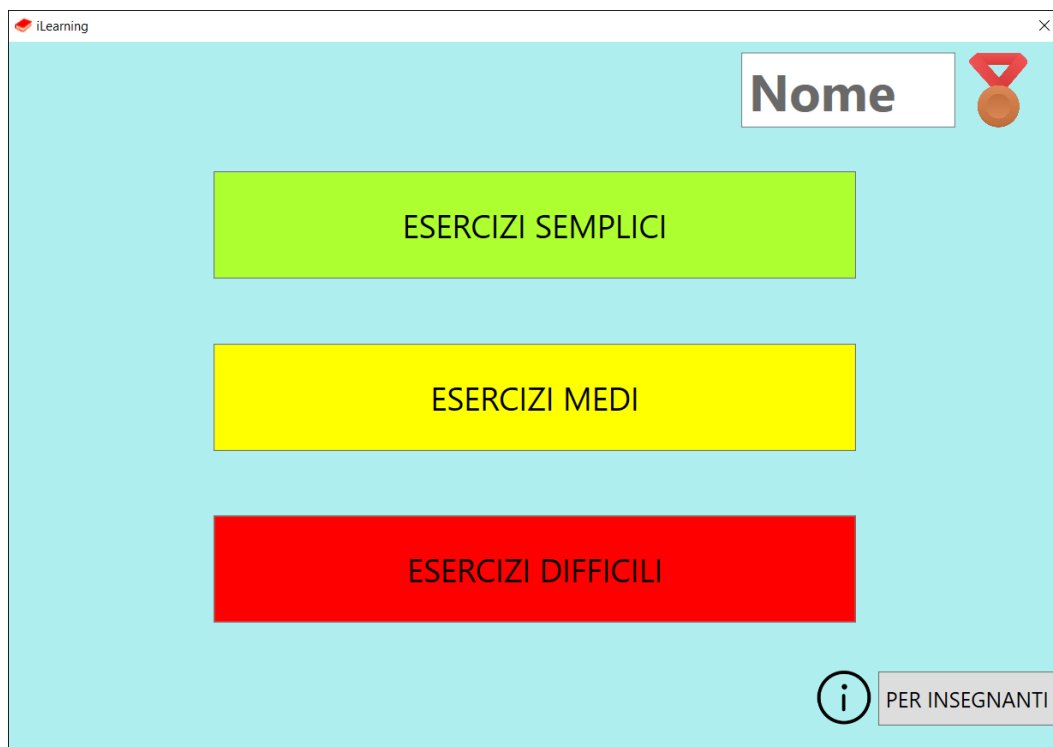 iLearning
Nome
ESERCIZI SEMPLICI
ESERCIZI MEDI
ESERCIZI DIFFICILI
i PER INSEGNANTI